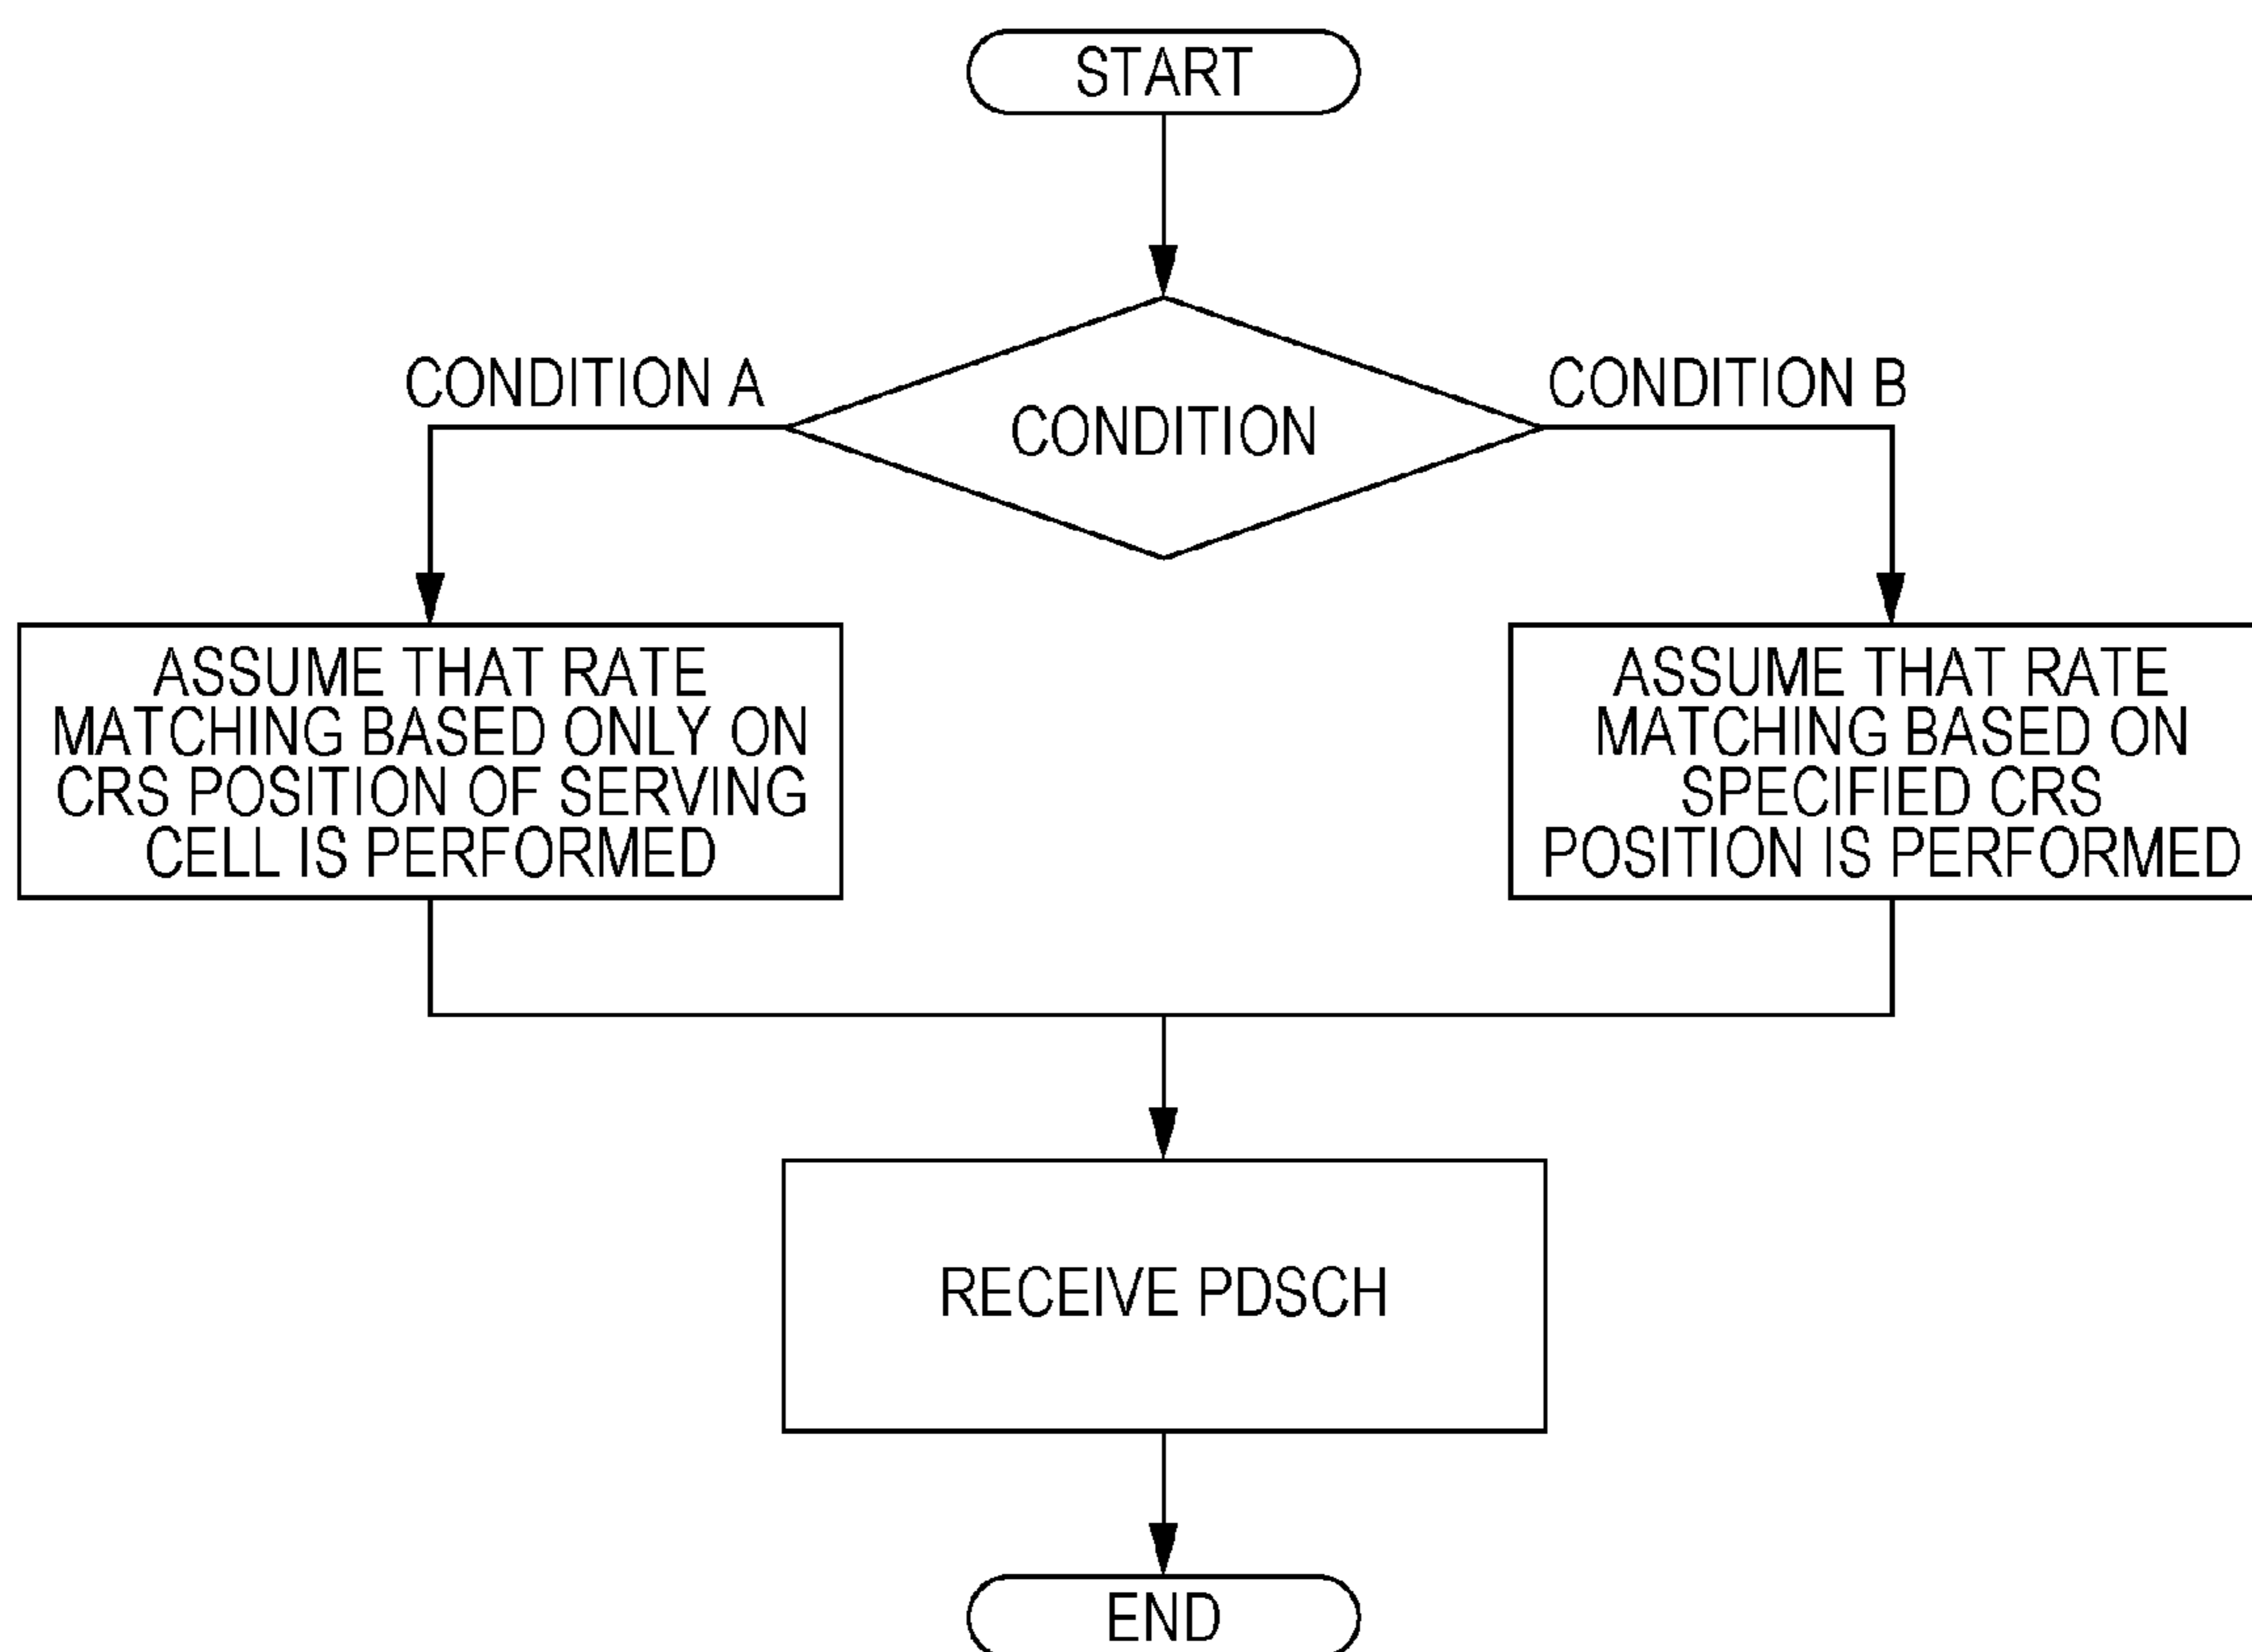 START
CONDITION A
CONDITION
CONDITION B
ASSUME THAT RATE
MATCHING BASED ONLY ON
CRS POSITION OF SERVING
CELL IS PERFORMED
ASSUME THAT RATE
MATCHING BASED ON
SPECIFIED CRS
POSITION IS PERFORMED
RECEIVE PDSCH
END